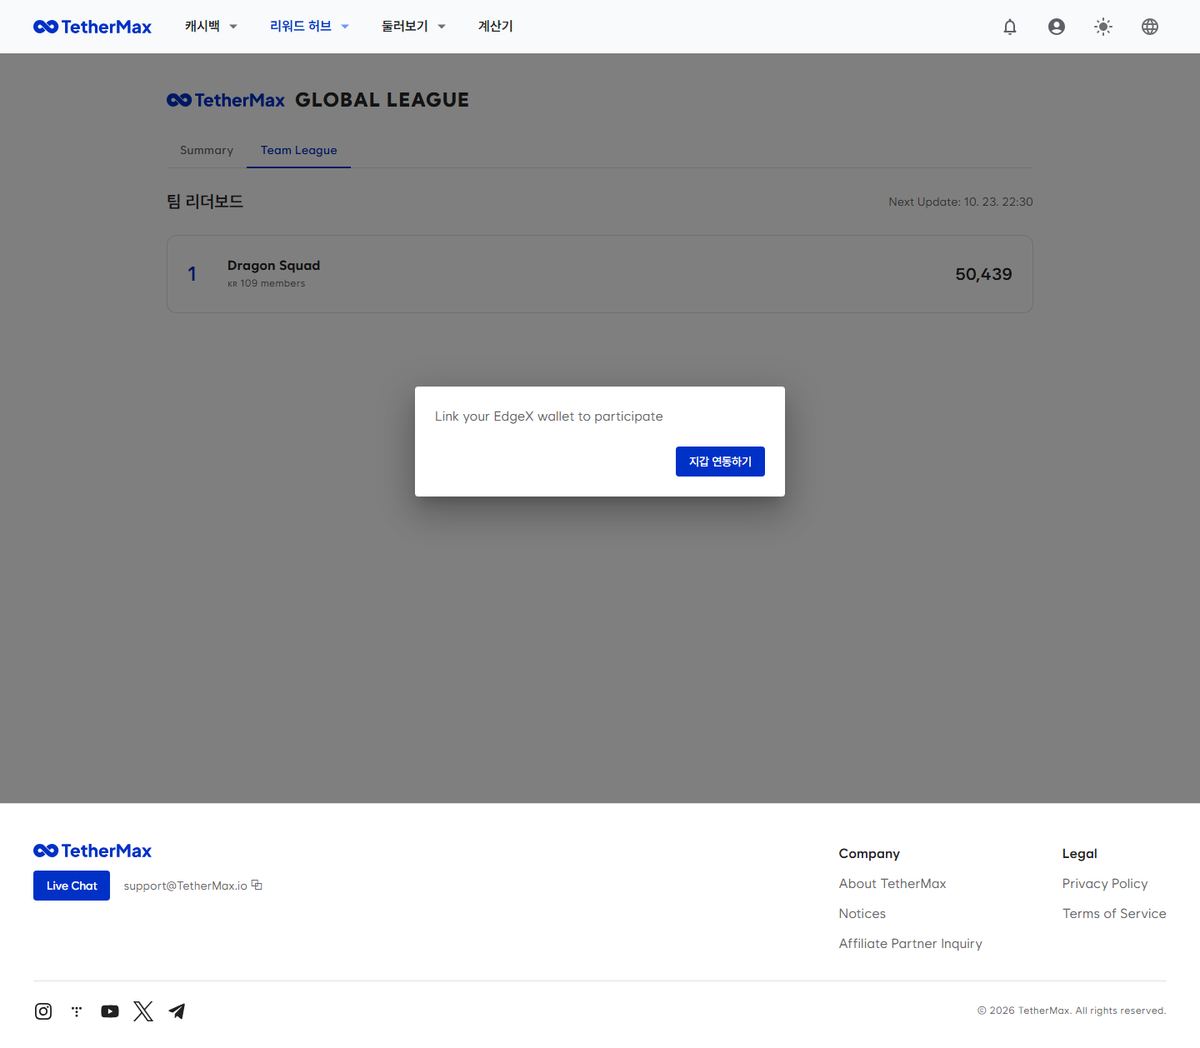 TetherMax 캐시백 리워드 허브 둘러보기 계산기
TetherMax GLOBAL LEAGUE
Summary Team League
팀 리더보드 Next Update: 10. 23. 22:30
1 Dragon Squad 50,439
KR 109 members
Link your EdgeX wallet to participate
지갑 연동하기
TetherMax
Live Chat support@TetherMax.io
Company
About TetherMax
Notices
Affiliate Partner Inquiry
Legal
Privacy Policy
Terms of Service
© 2026 TetherMax. All rights reserved.